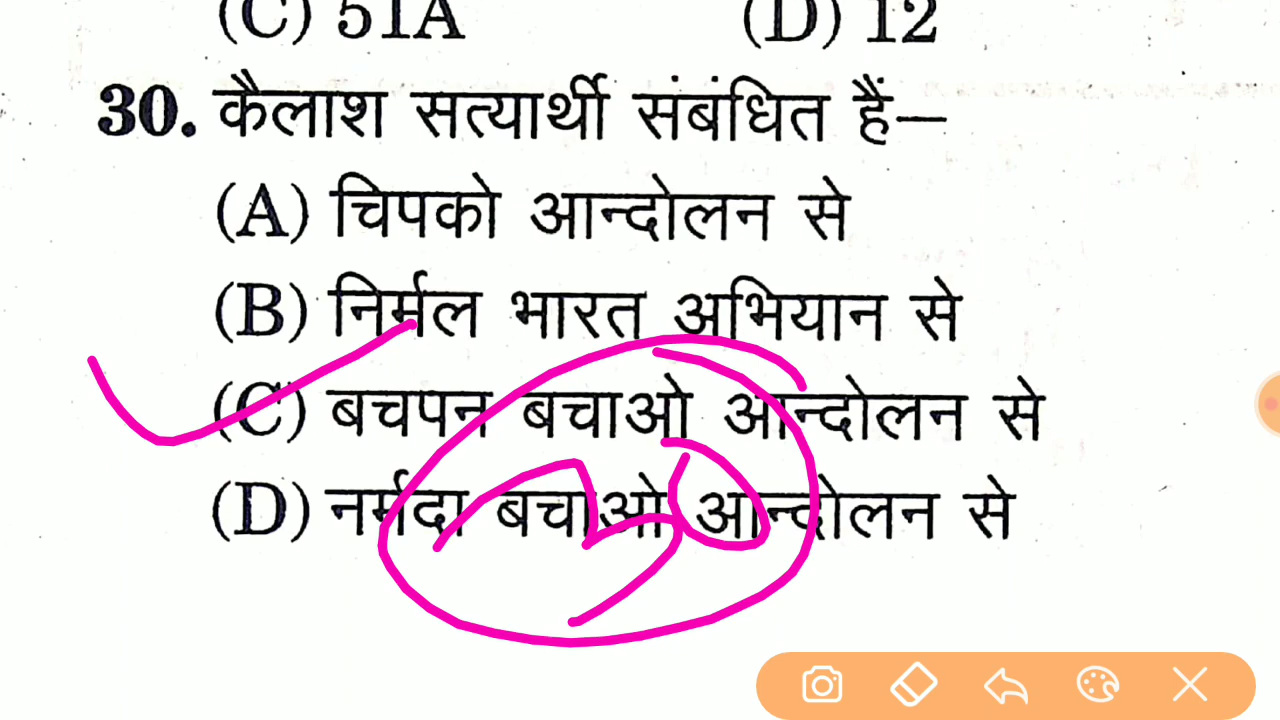 (C) 51A (D) 12
30. कैलाश सत्यार्थी संबंधित हैं—
(A) चिपको आन्दोलन से
(B) निर्मल भारत अभियान से
(C) बचपन बचाओ आन्दोलन से
(D) नर्मदा बचाओ आन्दोलन से
30